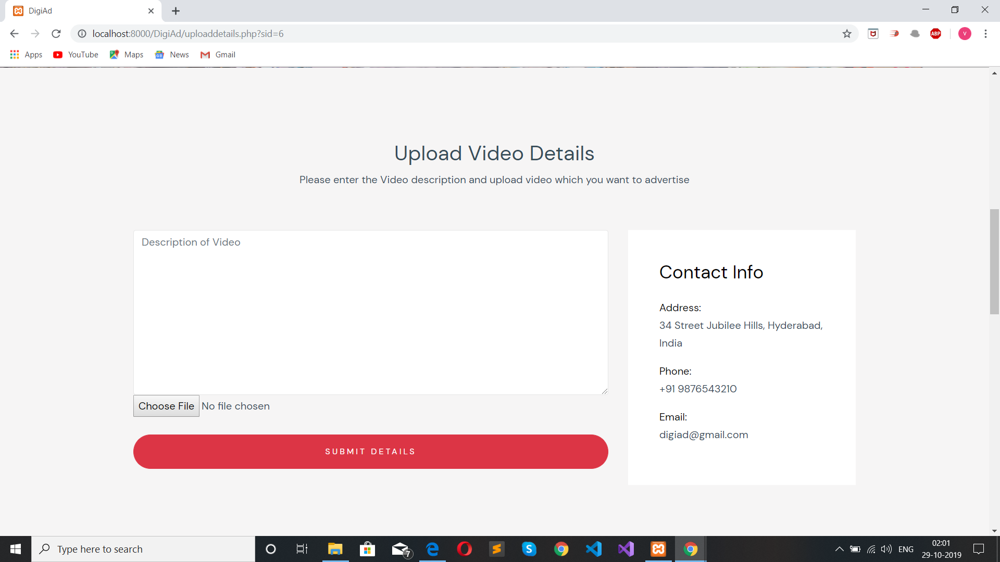 DigiAd
localhost:8000/DigiAd/uploaddetails.php?sid=6
ABP
V
Apps
YouTube
Maps
News
Gmail
Upload Video Details
Please enter the Video description and upload video which you want to advertise
Description of Video
Choose File No file chosen
SUBMIT DETAILS
Contact Info
Address:
34 Street Jubilee Hills, Hyderabad,
India
Phone:
+91 9876543210
Email:
digiad@gmail.com
Type here to search
7
ENG
02:01
29-10-2019